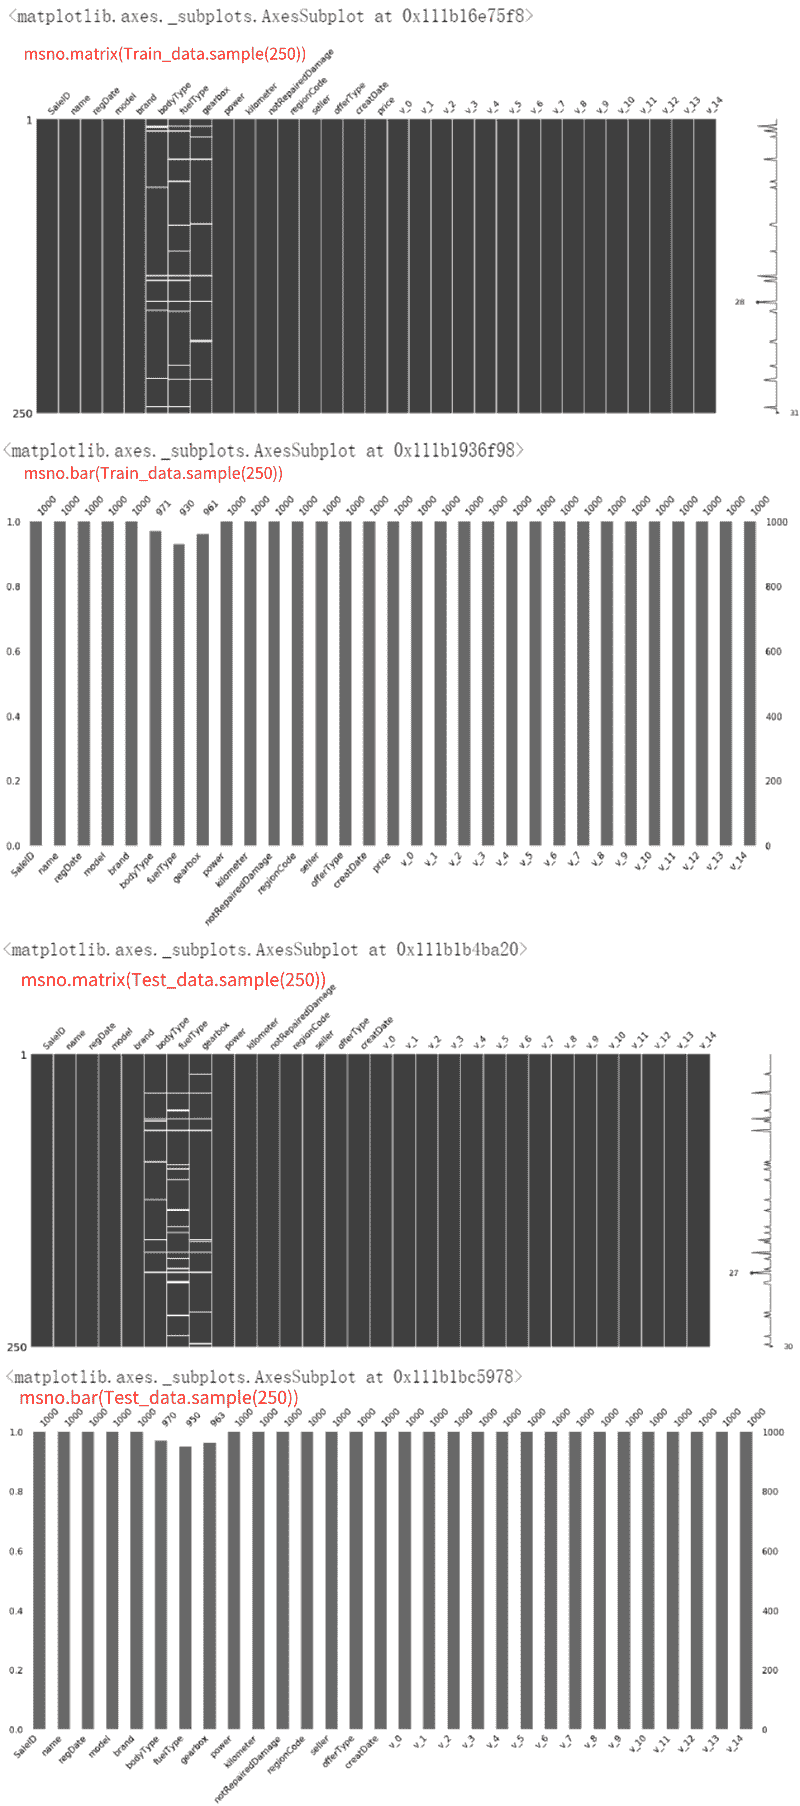 <matplotlib.axes._subplots.AxesSubplot at 0x111b16e75f8>
msno.matrix(Train_data.sample(250))
SaleID name regDate model brand bodyType fuelType gearbox power kilometer notRepairedDamage regionCode seller offerType creatDate price v_0 v_1 v_2 v_3 v_4 v_5 v_6 v_7 v_8 v_9 v_10 v_11 v_12 v_13 v_14
1
28
250
31
<matplotlib.axes._subplots.AxesSubplot at 0x111b1936f98>
msno.bar(Train_data.sample(250))
1000 1000 1000 1000 1000 971 930 961 1000 1000 1000 1000 1000 1000 1000 1000 1000 1000 1000 1000 1000 1000 1000 1000 1000 1000 1000 1000 1000 1000 1000
1.0 1000
0.8 800
0.6 600
0.4 400
0.2 200
0.0 0
SaleID name regDate model brand bodyType fuelType gearbox power kilometer notRepairedDamage regionCode seller offerType creatDate price v_0 v_1 v_2 v_3 v_4 v_5 v_6 v_7 v_8 v_9 v_10 v_11 v_12 v_13 v_14
<matplotlib.axes._subplots.AxesSubplot at 0x111b1b4ba20>
msno.matrix(Test_data.sample(250))
SaleID name regDate model brand bodyType fuelType gearbox power kilometer notRepairedDamage regionCode seller offerType creatDate v_0 v_1 v_2 v_3 v_4 v_5 v_6 v_7 v_8 v_9 v_10 v_11 v_12 v_13 v_14
1
27
250
30
<matplotlib.axes._subplots.AxesSubplot at 0x111b1bc5978>
msno.bar(Test_data.sample(250))
1000 1000 1000 1000 1000 970 950 963 1000 1000 1000 1000 1000 1000 1000 1000 1000 1000 1000 1000 1000 1000 1000 1000 1000 1000 1000 1000 1000 1000
1.0 1000
0.8 800
0.6 600
0.4 400
0.2 200
0.0 0
SaleID name regDate model brand bodyType fuelType gearbox power kilometer notRepairedDamage regionCode seller offerType creatDate v_0 v_1 v_2 v_3 v_4 v_5 v_6 v_7 v_8 v_9 v_10 v_11 v_12 v_13 v_14